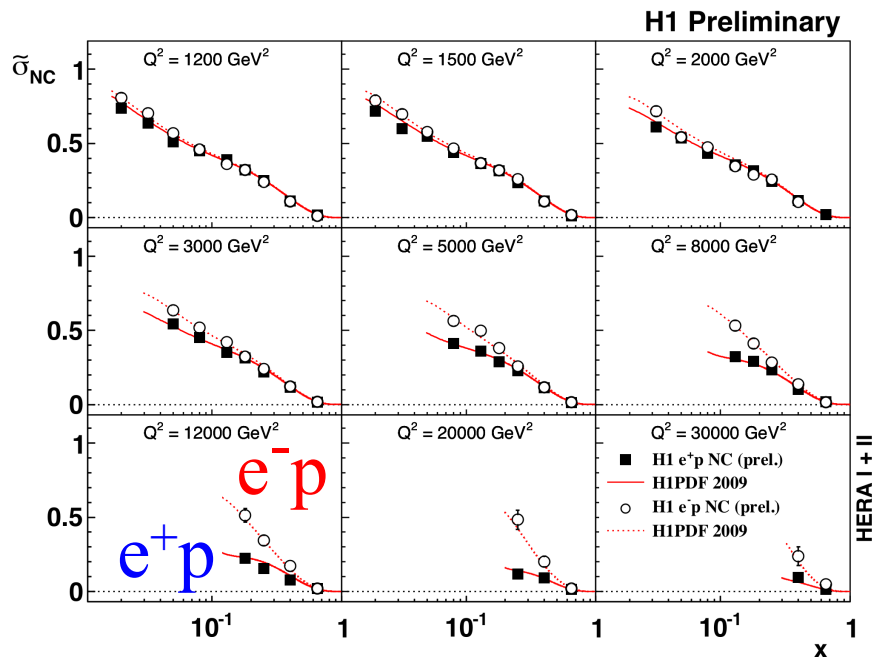 H1 Preliminary
σ̃NC
Q² = 1200 GeV²
Q² = 1500 GeV²
Q² = 2000 GeV²
1
0.5
0
Q² = 3000 GeV²
Q² = 5000 GeV²
Q² = 8000 GeV²
1
0.5
0
Q² = 12000 GeV²
Q² = 20000 GeV²
Q² = 30000 GeV²
1
0.5
0
e⁻p
e⁺p
H1 e⁺p NC (prel.)
H1PDF 2009
H1 e⁻p NC (prel.)
H1PDF 2009
HERA I + II
10⁻¹ 1 10⁻¹ 1 10⁻¹ 1
x